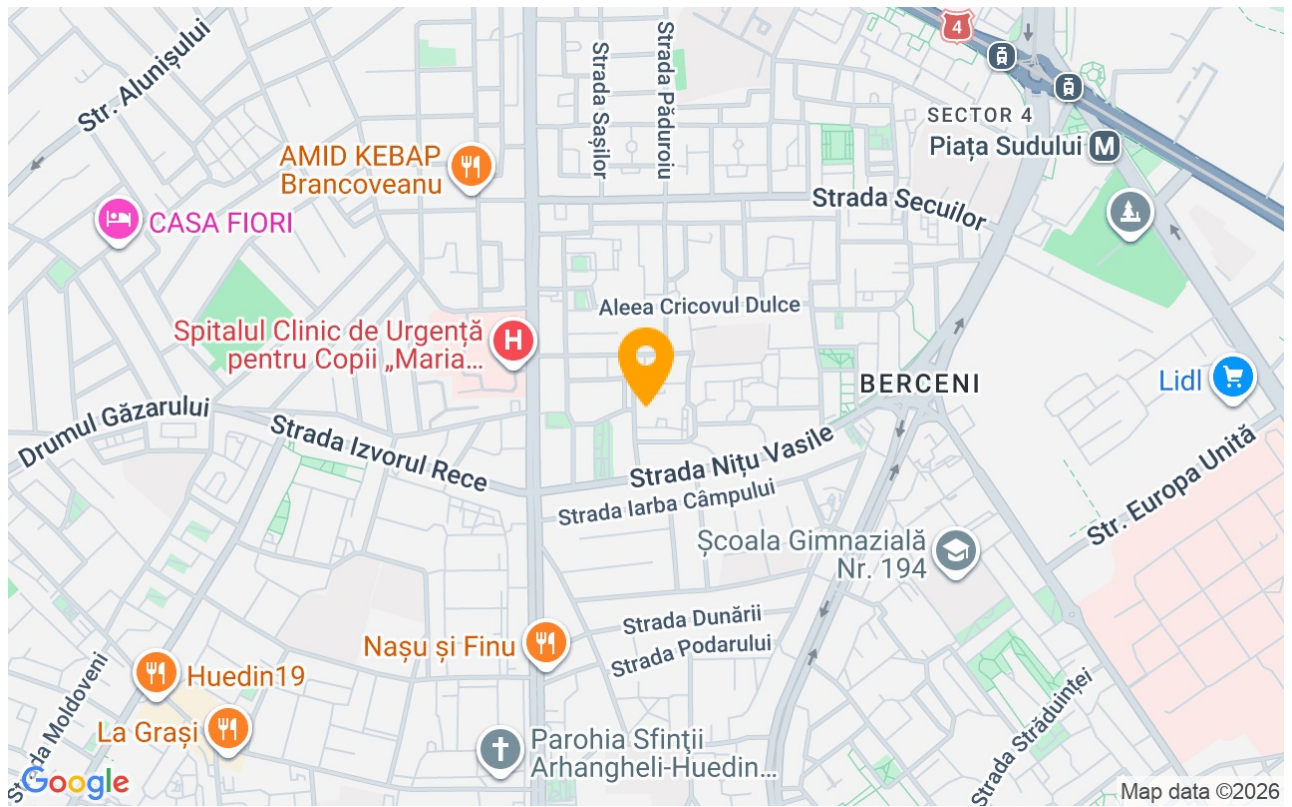 4
Str. Alunișului
Strada Sașilor
Strada Păduroiu
SECTOR 4
Piața Sudului
M
AMID KEBAP
Brancoveanu
Strada Secuilor
CASA FIORI
Aleea Cricovul Dulce
Spitalul Clinic de Urgență
pentru Copii „Maria...
H
BERCENI
Lidl
Drumul Găzarului
Strada Izvorul Rece
Strada Nițu Vasile
Strada Iarba Câmpului
Str. Europa Unită
Școala Gimnazială
Nr. 194
Strada Dunării
Nașu și Finu
Strada Podarului
Huedin19
La Grași
Strada Moldoveni
Strada Străduinței
Parohia Sfinţii
Arhangheli-Huedin...
Google
Map data ©2026